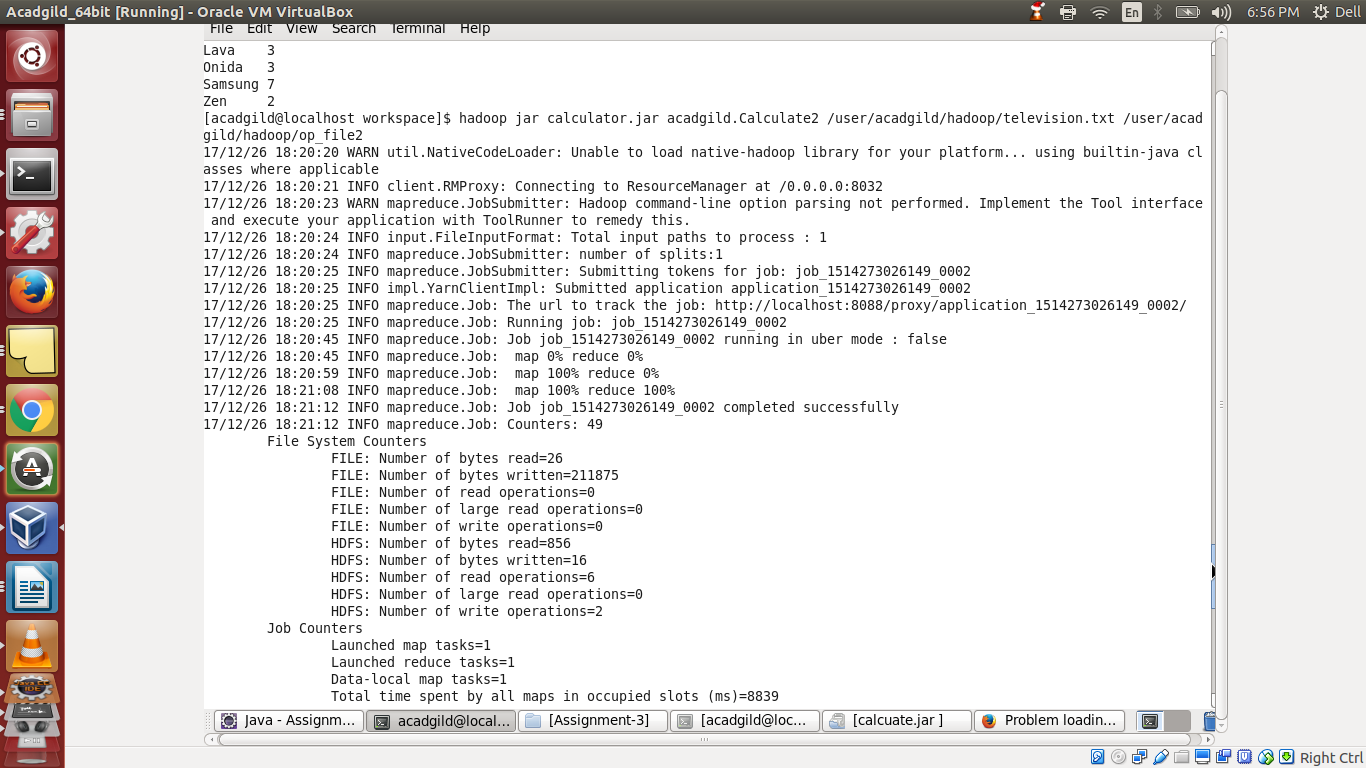 Acadgild_64bit [Running] - Oracle VM VirtualBox
En
6:56 PM
Dell
File Edit View Search Terminal Help
Lava    3
Onida   3
Samsung 7
Zen     2
[acadgild@localhost workspace]$ hadoop jar calculator.jar acadgild.Calculate2 /user/acadgild/hadoop/television.txt /user/acad
gild/hadoop/op_file2
17/12/26 18:20:20 WARN util.NativeCodeLoader: Unable to load native-hadoop library for your platform... using builtin-java cl
asses where applicable
17/12/26 18:20:21 INFO client.RMProxy: Connecting to ResourceManager at /0.0.0.0:8032
17/12/26 18:20:23 WARN mapreduce.JobSubmitter: Hadoop command-line option parsing not performed. Implement the Tool interface
 and execute your application with ToolRunner to remedy this.
17/12/26 18:20:24 INFO input.FileInputFormat: Total input paths to process : 1
17/12/26 18:20:24 INFO mapreduce.JobSubmitter: number of splits:1
17/12/26 18:20:25 INFO mapreduce.JobSubmitter: Submitting tokens for job: job_1514273026149_0002
17/12/26 18:20:25 INFO impl.YarnClientImpl: Submitted application application_1514273026149_0002
17/12/26 18:20:25 INFO mapreduce.Job: The url to track the job: http://localhost:8088/proxy/application_1514273026149_0002/
17/12/26 18:20:25 INFO mapreduce.Job: Running job: job_1514273026149_0002
17/12/26 18:20:45 INFO mapreduce.Job: Job job_1514273026149_0002 running in uber mode : false
17/12/26 18:20:45 INFO mapreduce.Job:  map 0% reduce 0%
17/12/26 18:20:59 INFO mapreduce.Job:  map 100% reduce 0%
17/12/26 18:21:08 INFO mapreduce.Job:  map 100% reduce 100%
17/12/26 18:21:12 INFO mapreduce.Job: Job job_1514273026149_0002 completed successfully
17/12/26 18:21:12 INFO mapreduce.Job: Counters: 49
File System Counters
FILE: Number of bytes read=26
FILE: Number of bytes written=211875
FILE: Number of read operations=0
FILE: Number of large read operations=0
FILE: Number of write operations=0
HDFS: Number of bytes read=856
HDFS: Number of bytes written=16
HDFS: Number of read operations=6
HDFS: Number of large read operations=0
HDFS: Number of write operations=2
Job Counters
Launched map tasks=1
Launched reduce tasks=1
Data-local map tasks=1
Total time spent by all maps in occupied slots (ms)=8839
Java - Assignm...
acadgild@local...
[Assignment-3]
[acadgild@loc...
[calcuate.jar ]
Problem loadin...
Right Ctrl